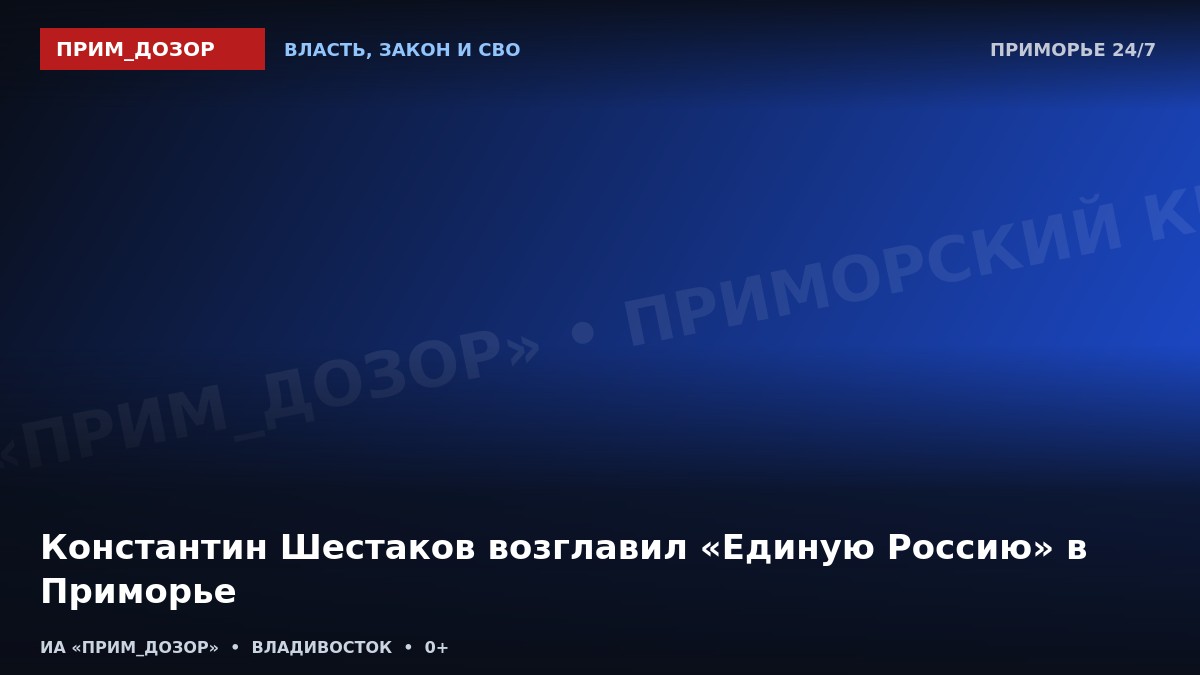 ПРИМ_ДОЗОР
ВЛАСТЬ, ЗАКОН И СВО
ПРИМОРЬЕ 24/7
«ПРИМ_ДОЗОР» • ПРИМОРСКИЙ
Константин Шестаков возглавил «Единую Россию» в
Приморье
ИА «ПРИМ_ДОЗОР» • ВЛАДИВОСТОК • 0+